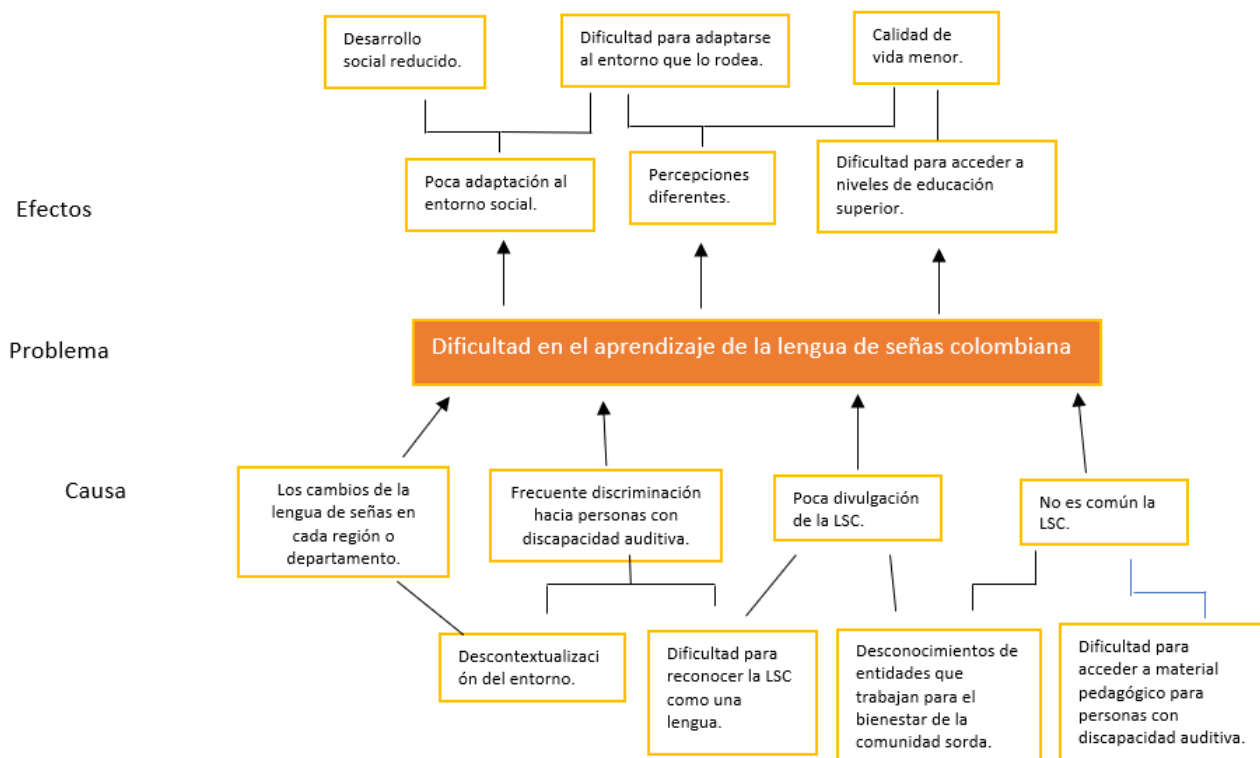 Desarrollo
social reducido.
Dificultad para adaptarse
al entorno que lo rodea.
Calidad de
vida menor.
Efectos
Poca adaptación al
entorno social.
Percepciones
diferentes.
Dificultad para acceder a
niveles de educación
superior.
Problema
Dificultad en el aprendizaje de la lengua de señas colombiana
Causa
Los cambios de la
lengua de señas en
cada región o
departamento.
Frecuente discriminación
hacia personas con
discapacidad auditiva.
Poca divulgación
de la LSC.
No es común la
LSC.
Descontextualizaci
ón del entorno.
Dificultad para
reconocer la LSC
como una
lengua.
Desconocimientos de
entidades que
trabajan para el
bienestar de la
comunidad sorda.
Dificultad para
acceder a material
pedagógico para
personas con
discapacidad auditiva.